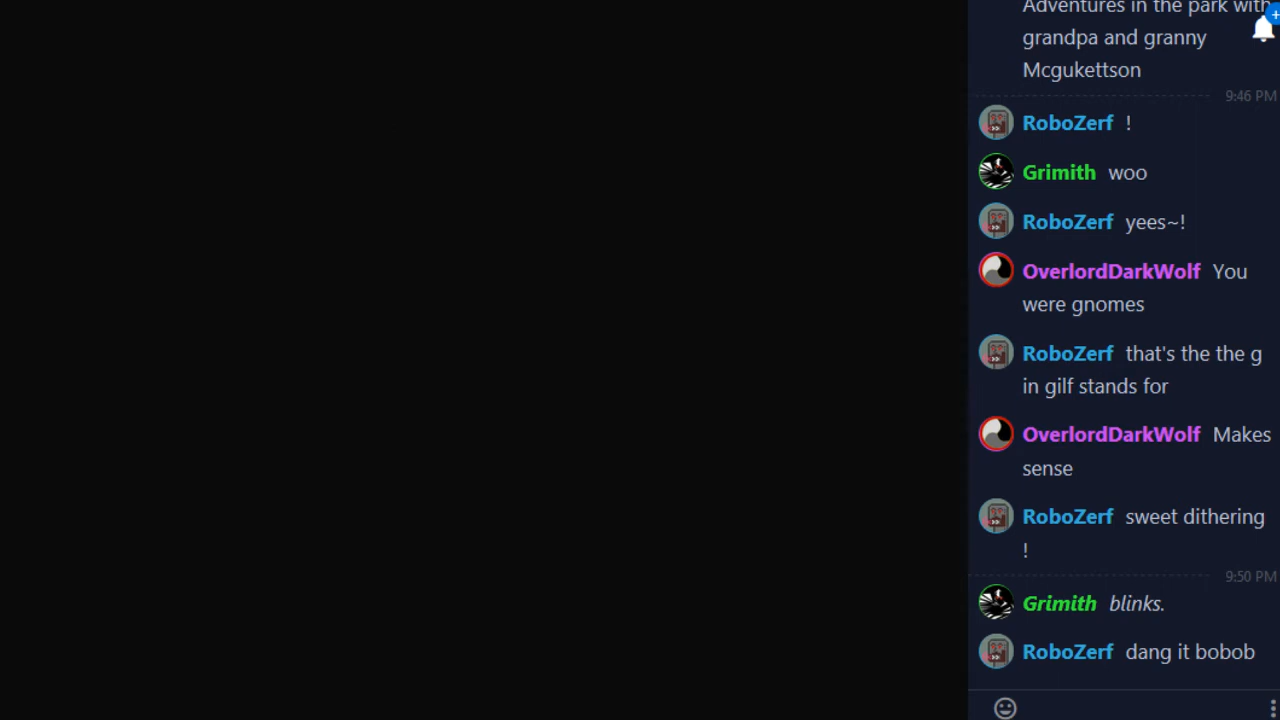 Adventures in the park with
grandpa and granny
Mcgukettson
9:46 PM
RoboZerf !
Grimith woo
RoboZerf yees~!
OverlordDarkWolf You
were gnomes
RoboZerf that's the the g
in gilf stands for
OverlordDarkWolf Makes
sense
RoboZerf sweet dithering
!
9:50 PM
Grimith blinks.
RoboZerf dang it bobob